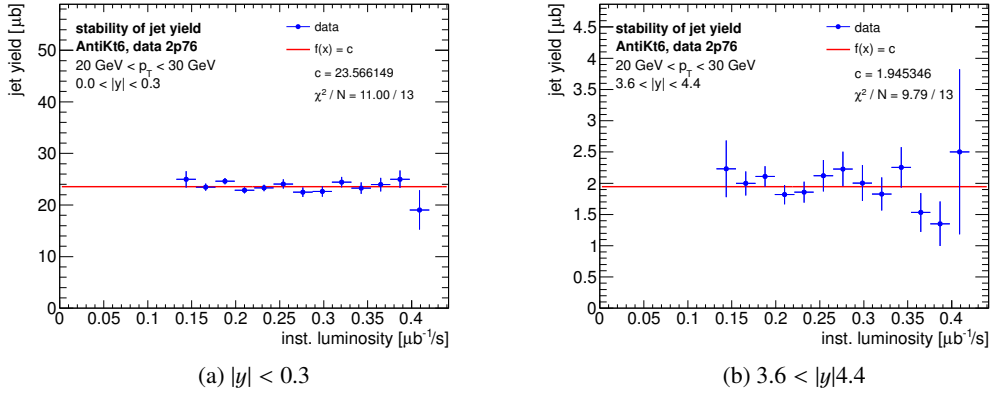 jet yield [µb]
50
40
30
20
10
0
stability of jet yield
AntiKt6, data 2p76
20 GeV < p_T < 30 GeV
0.0 < |y| < 0.3
data
f(x) = c
c = 23.566149
χ² / N = 11.00 / 13
0 0.05 0.1 0.15 0.2 0.25 0.3 0.35 0.4
inst. luminosity [µb⁻¹/s]
(a) |y| < 0.3
jet yield [µb]
4.5
4
3.5
3
2.5
2
1.5
1
0.5
0
stability of jet yield
AntiKt6, data 2p76
20 GeV < p_T < 30 GeV
3.6 < |y| < 4.4
data
f(x) = c
c = 1.945346
χ² / N = 9.79 / 13
0 0.05 0.1 0.15 0.2 0.25 0.3 0.35 0.4
inst. luminosity [µb⁻¹/s]
(b) 3.6 < |y|4.4